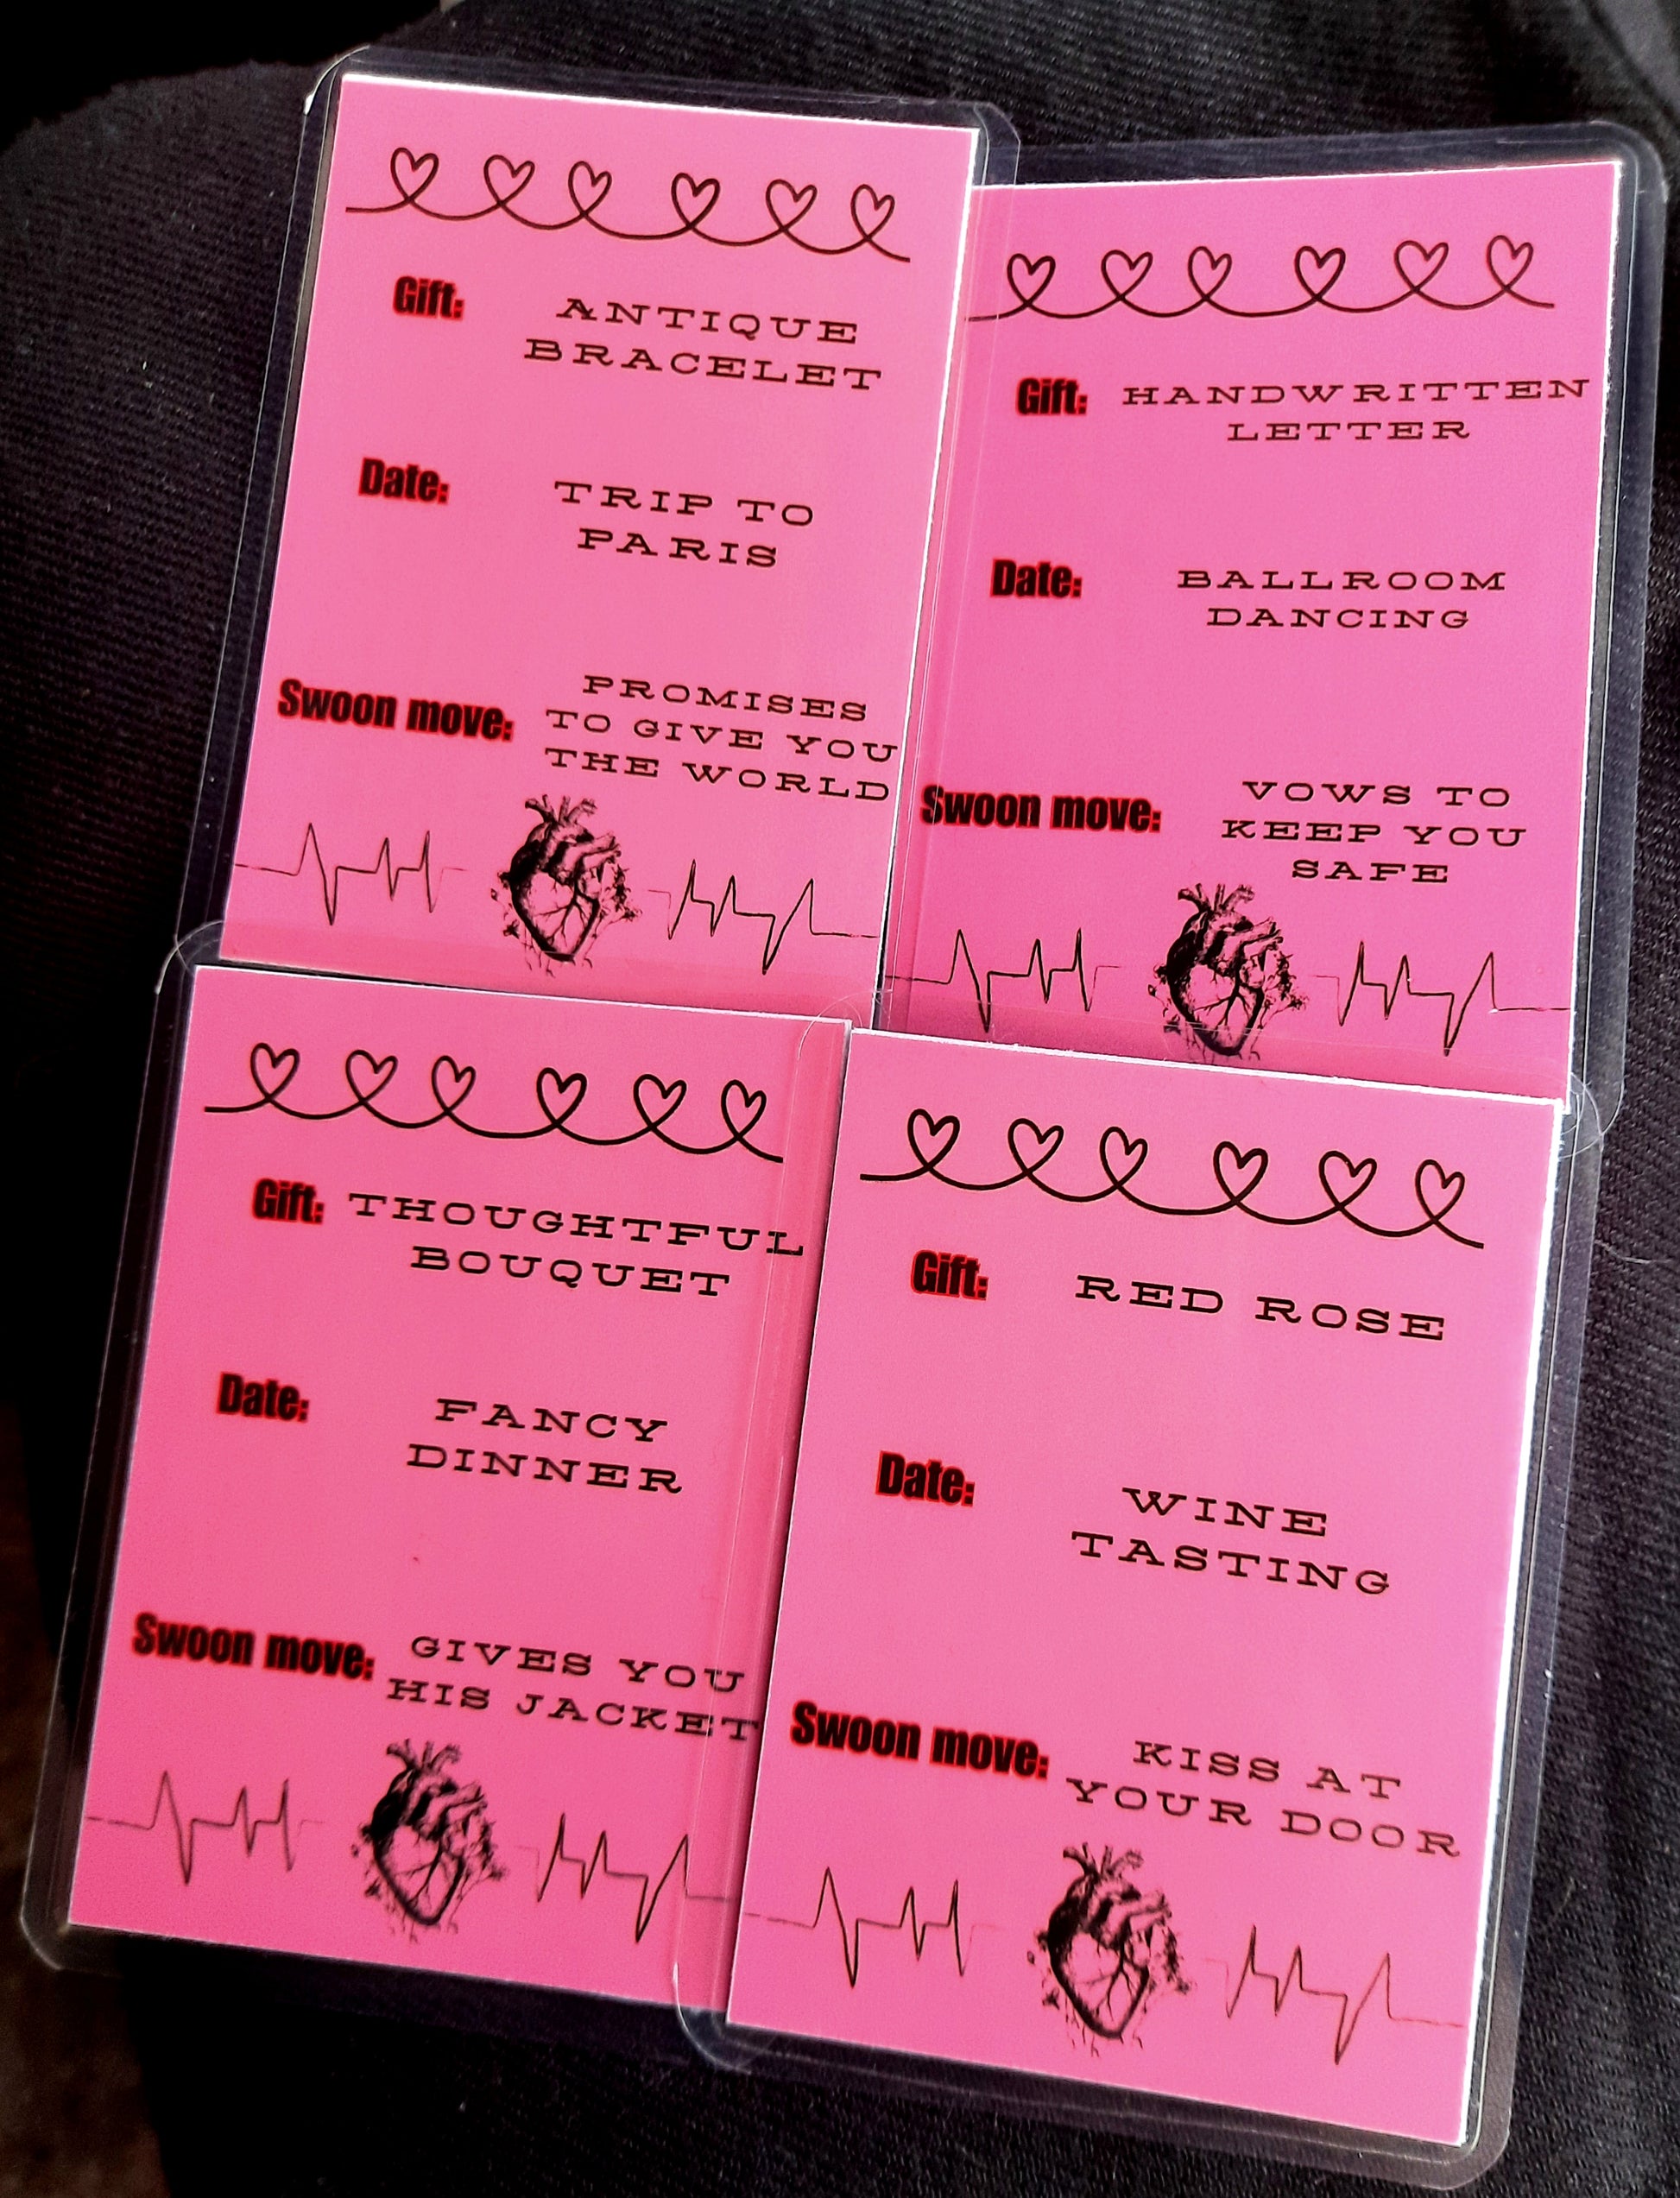 Gift: ANTIQUE
BRACELET
Date: TRIP TO
PARIS
Swoon move: PROMISES
TO GIVE YOU
THE WORLD
Gift: HANDWRITTEN
LETTER
Date: BALLROOM
DANCING
Swoon move: VOWS TO
KEEP YOU
SAFE
Gift: THOUGHTFUL
BOUQUET
Date: FANCY
DINNER
Swoon move: GIVES YOU
HIS JACKET
Gift: RED ROSE
Date: WINE
TASTING
Swoon move: KISS AT
YOUR DOOR